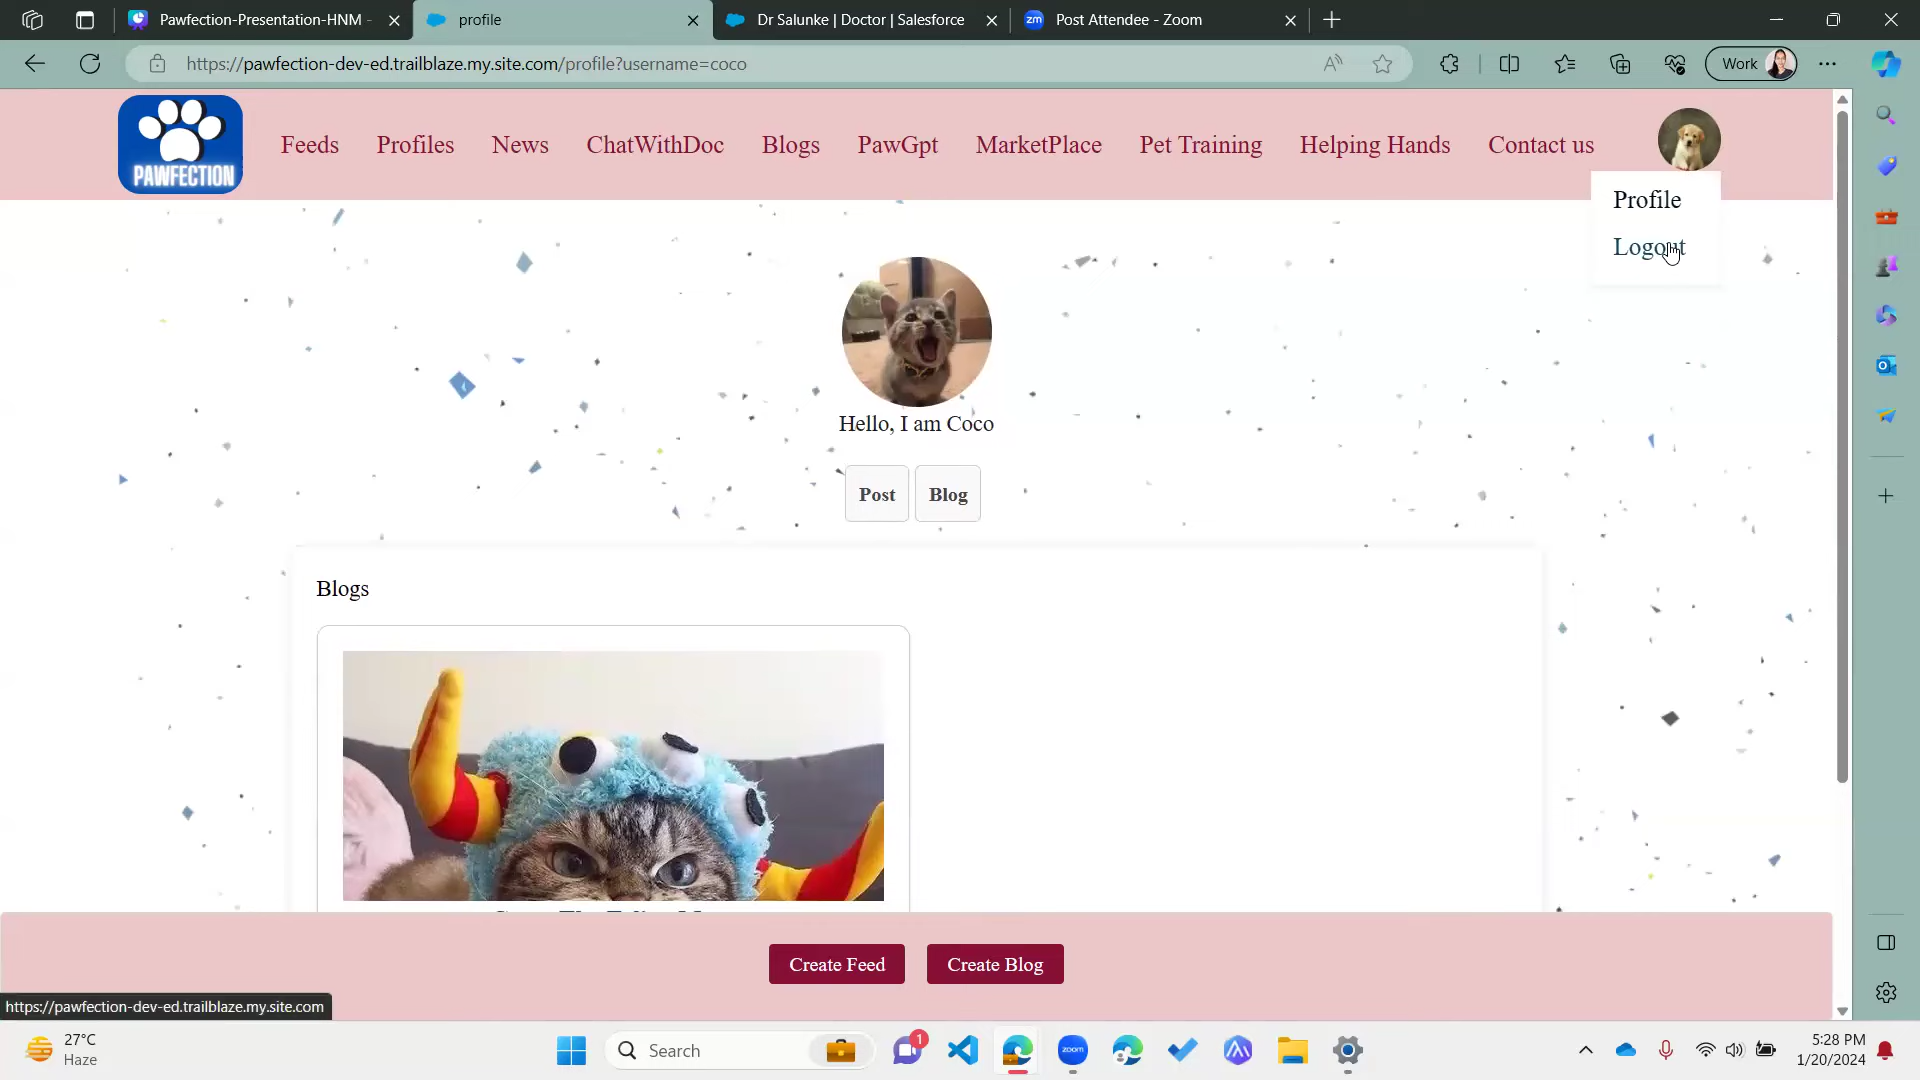 Pawfection-Presentation-HNM -
profile
Dr Salunke | Doctor | Salesforce
Post Attendee - Zoom
https://pawfection-dev-ed.trailblaze.my.site.com/profile?username=coco
Work
PAWFECTION
Feeds
Profiles
News
ChatWithDoc
Blogs
PawGpt
MarketPlace
Pet Training
Helping Hands
Contact us
Profile
Logout
Hello, I am Coco
Post
Blog
Blogs
Create Feed
Create Blog
https://pawfection-dev-ed.trailblaze.my.site.com
27°C
Haze
Search
1
zoom
5:28 PM
1/20/2024